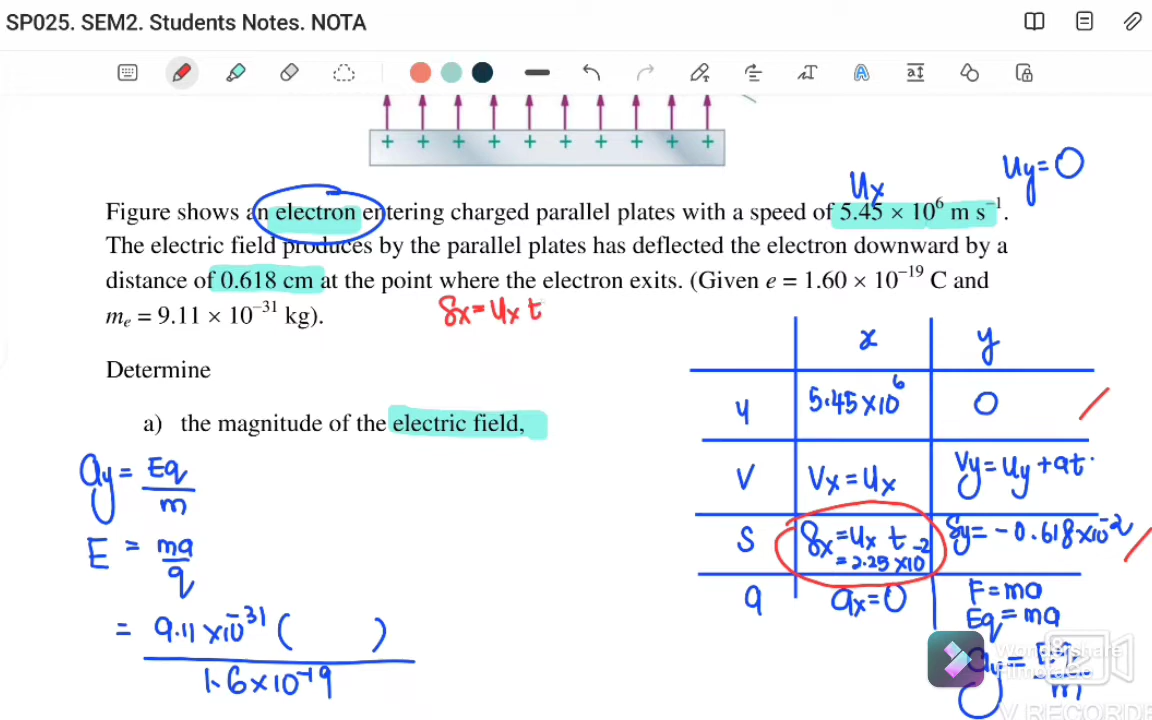 SP025. SEM2. Students Notes. NOTA
+ + + + + + + + + +
Ux
Uy = 0
Figure shows an electron entering charged parallel plates with a speed of 5.45 × 10⁶ m s⁻¹.
The electric field produces by the parallel plates has deflected the electron downward by a
distance of 0.618 cm at the point where the electron exits. (Given e = 1.60 × 10⁻¹⁹ C and
mₑ = 9.11 × 10⁻³¹ kg).
Sx = Ux t
Determine
a) the magnitude of the electric field,
ay = Eq/m
E = ma/q
= 9.11 × 10⁻³¹ ( ) / 1.6 × 10⁻¹⁹
x y
u 5.45 × 10⁶ 0
V Vx = Ux Vy = Uy + at
S Sx = Ux t Sy = -0.618 × 10⁻²
= 2.25 × 10⁻²
a ax = 0 F = ma
Eq = ma
ay = Eq/m
Wondershare
Filmora